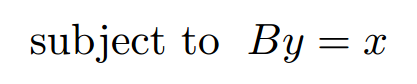 subject to By = x